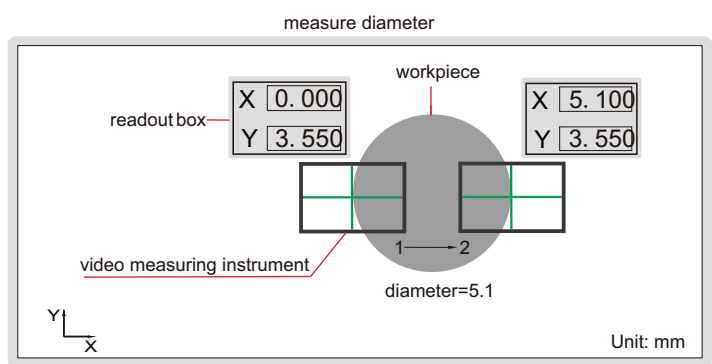 measure diameter
workpiece
X 0.000
Y 3.550
readout box
X 5.100
Y 3.550
1 2
video measuring instrument
diameter=5.1
Y
X
Unit: mm